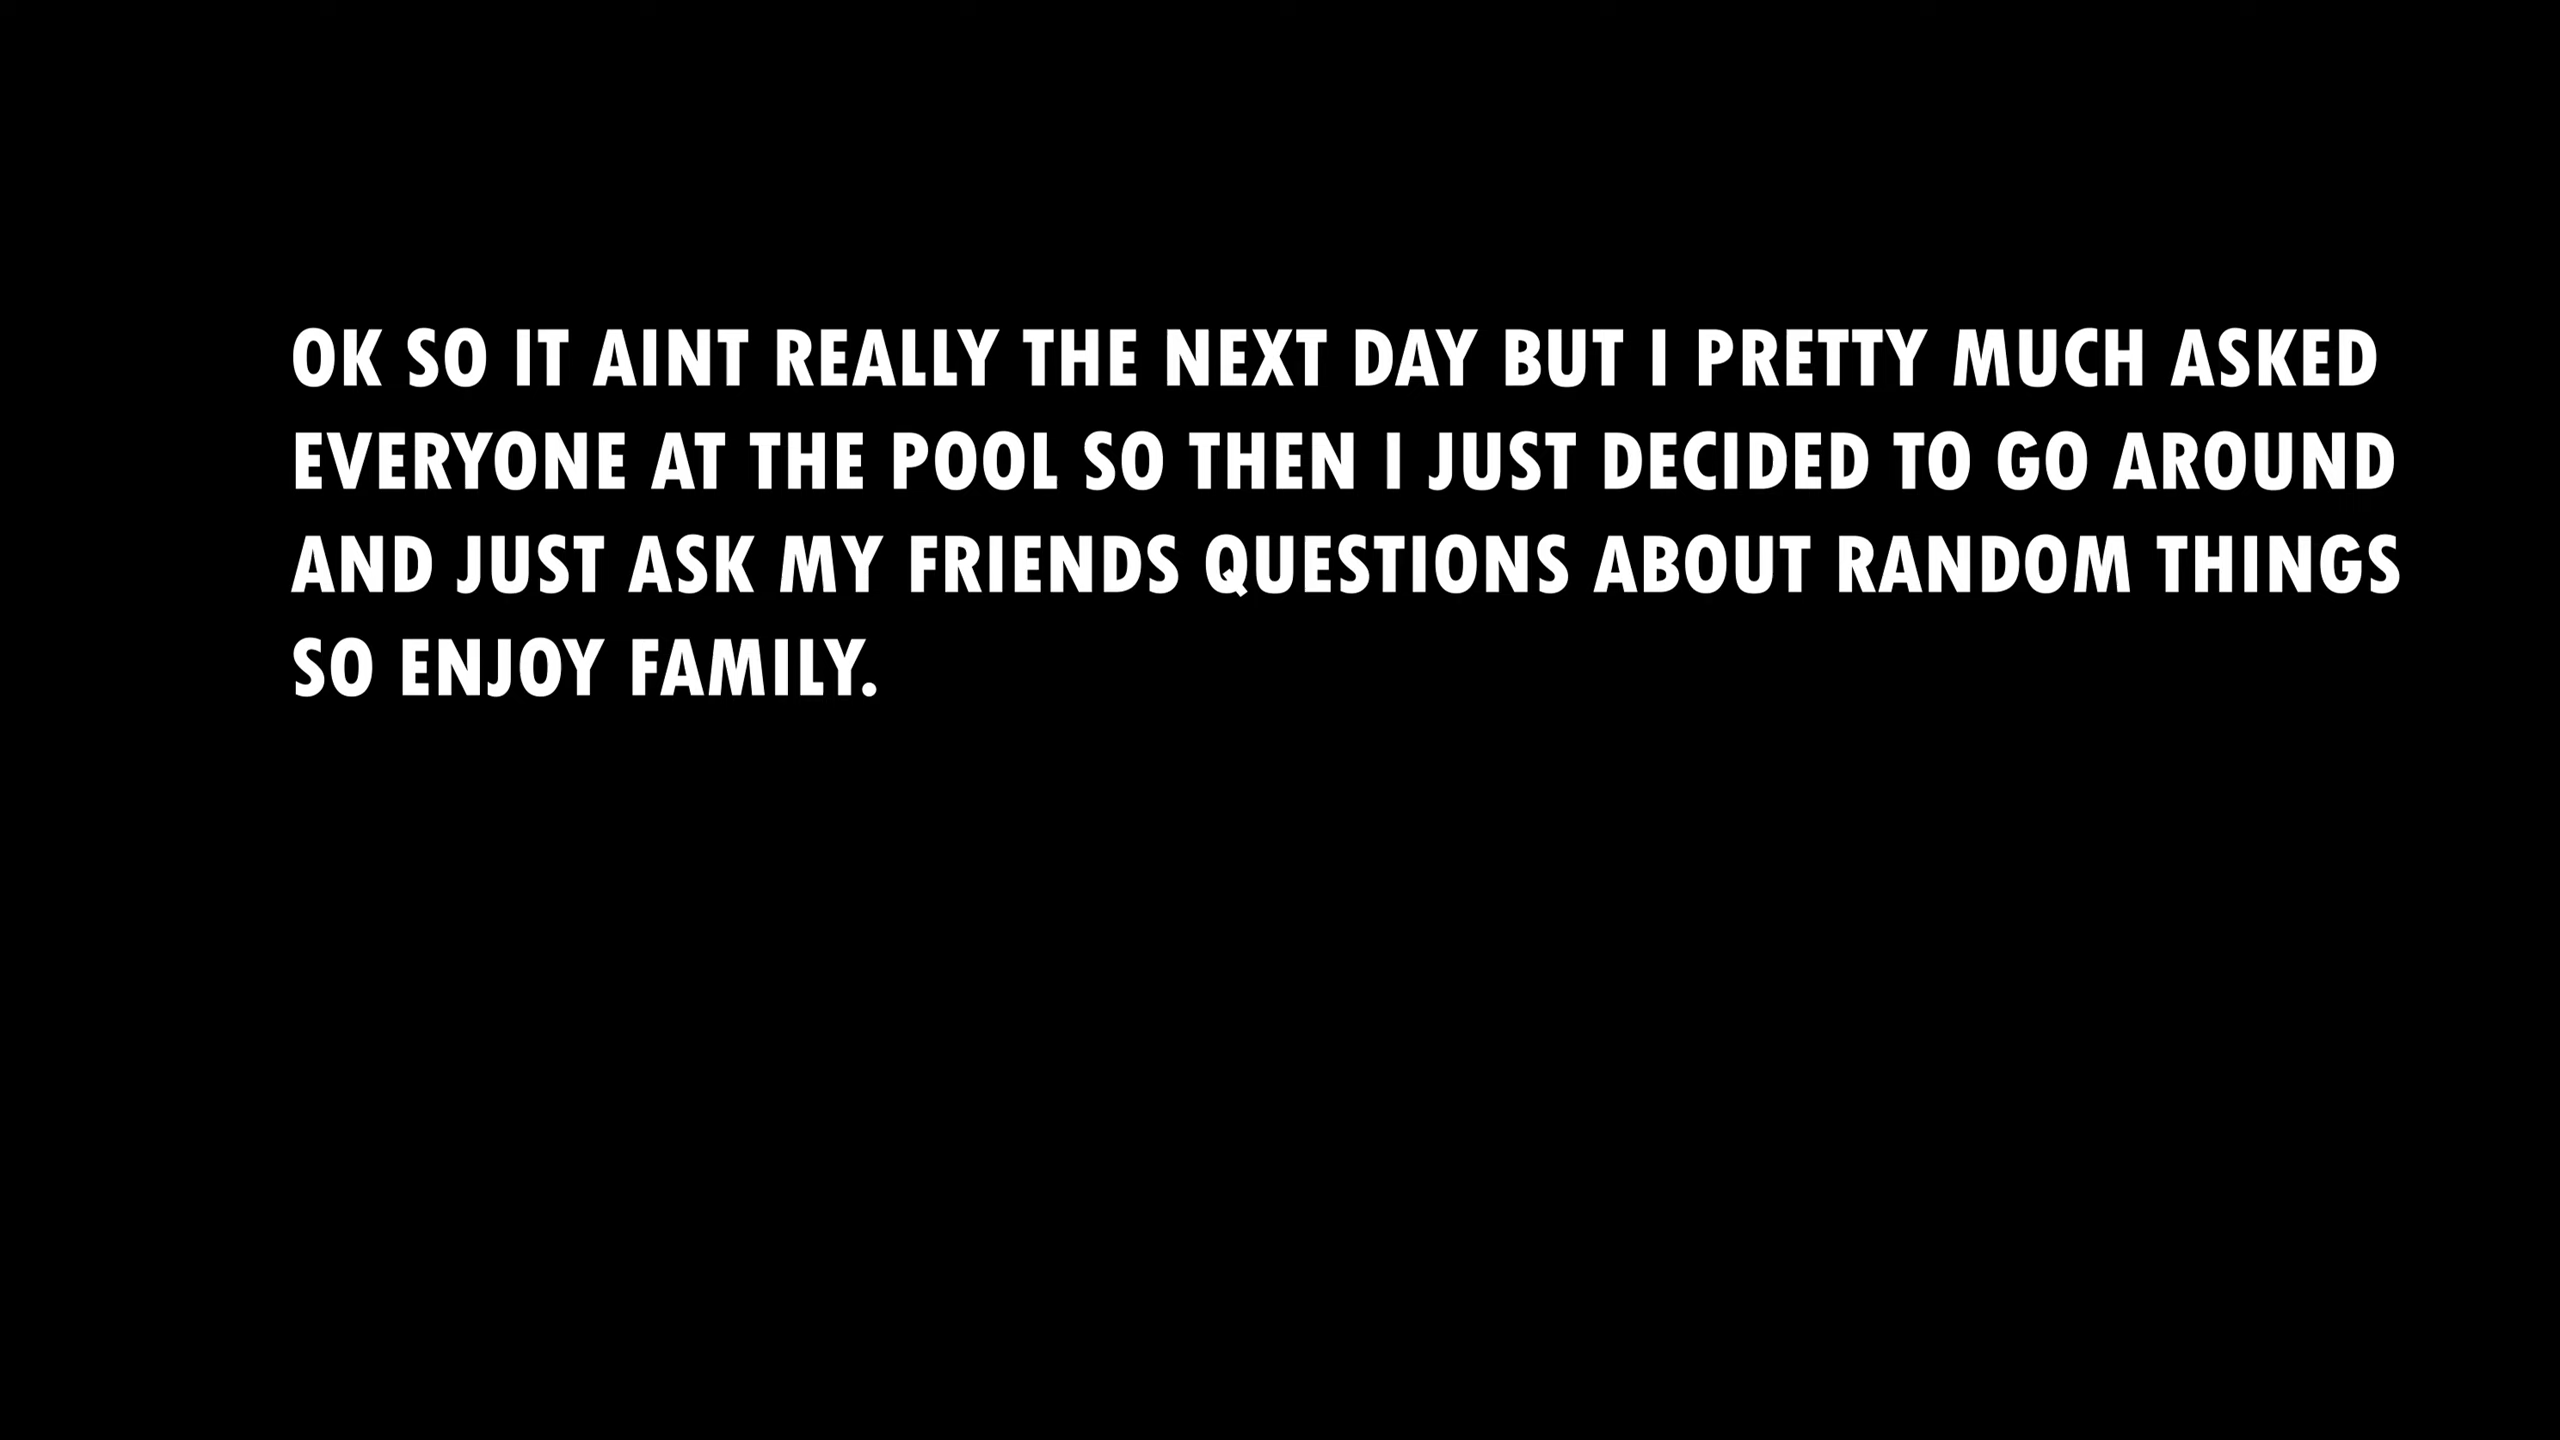 OK SO IT AINT REALLY THE NEXT DAY BUT I PRETTY MUCH ASKED
EVERYONE AT THE POOL SO THEN I JUST DECIDED TO GO AROUND
AND JUST ASK MY FRIENDS QUESTIONS ABOUT RANDOM THINGS
SO ENJOY FAMILY.